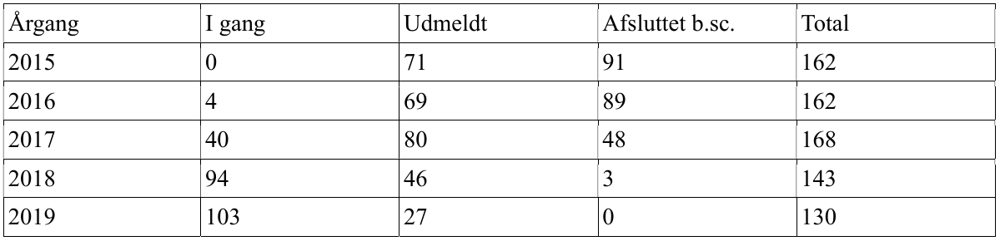 Årgang I gang Udmeldt Afsluttet b.sc. Total
2015 0 71 91 162
2016 4 69 89 162
2017 40 80 48 168
2018 94 46 3 143
2019 103 27 0 130